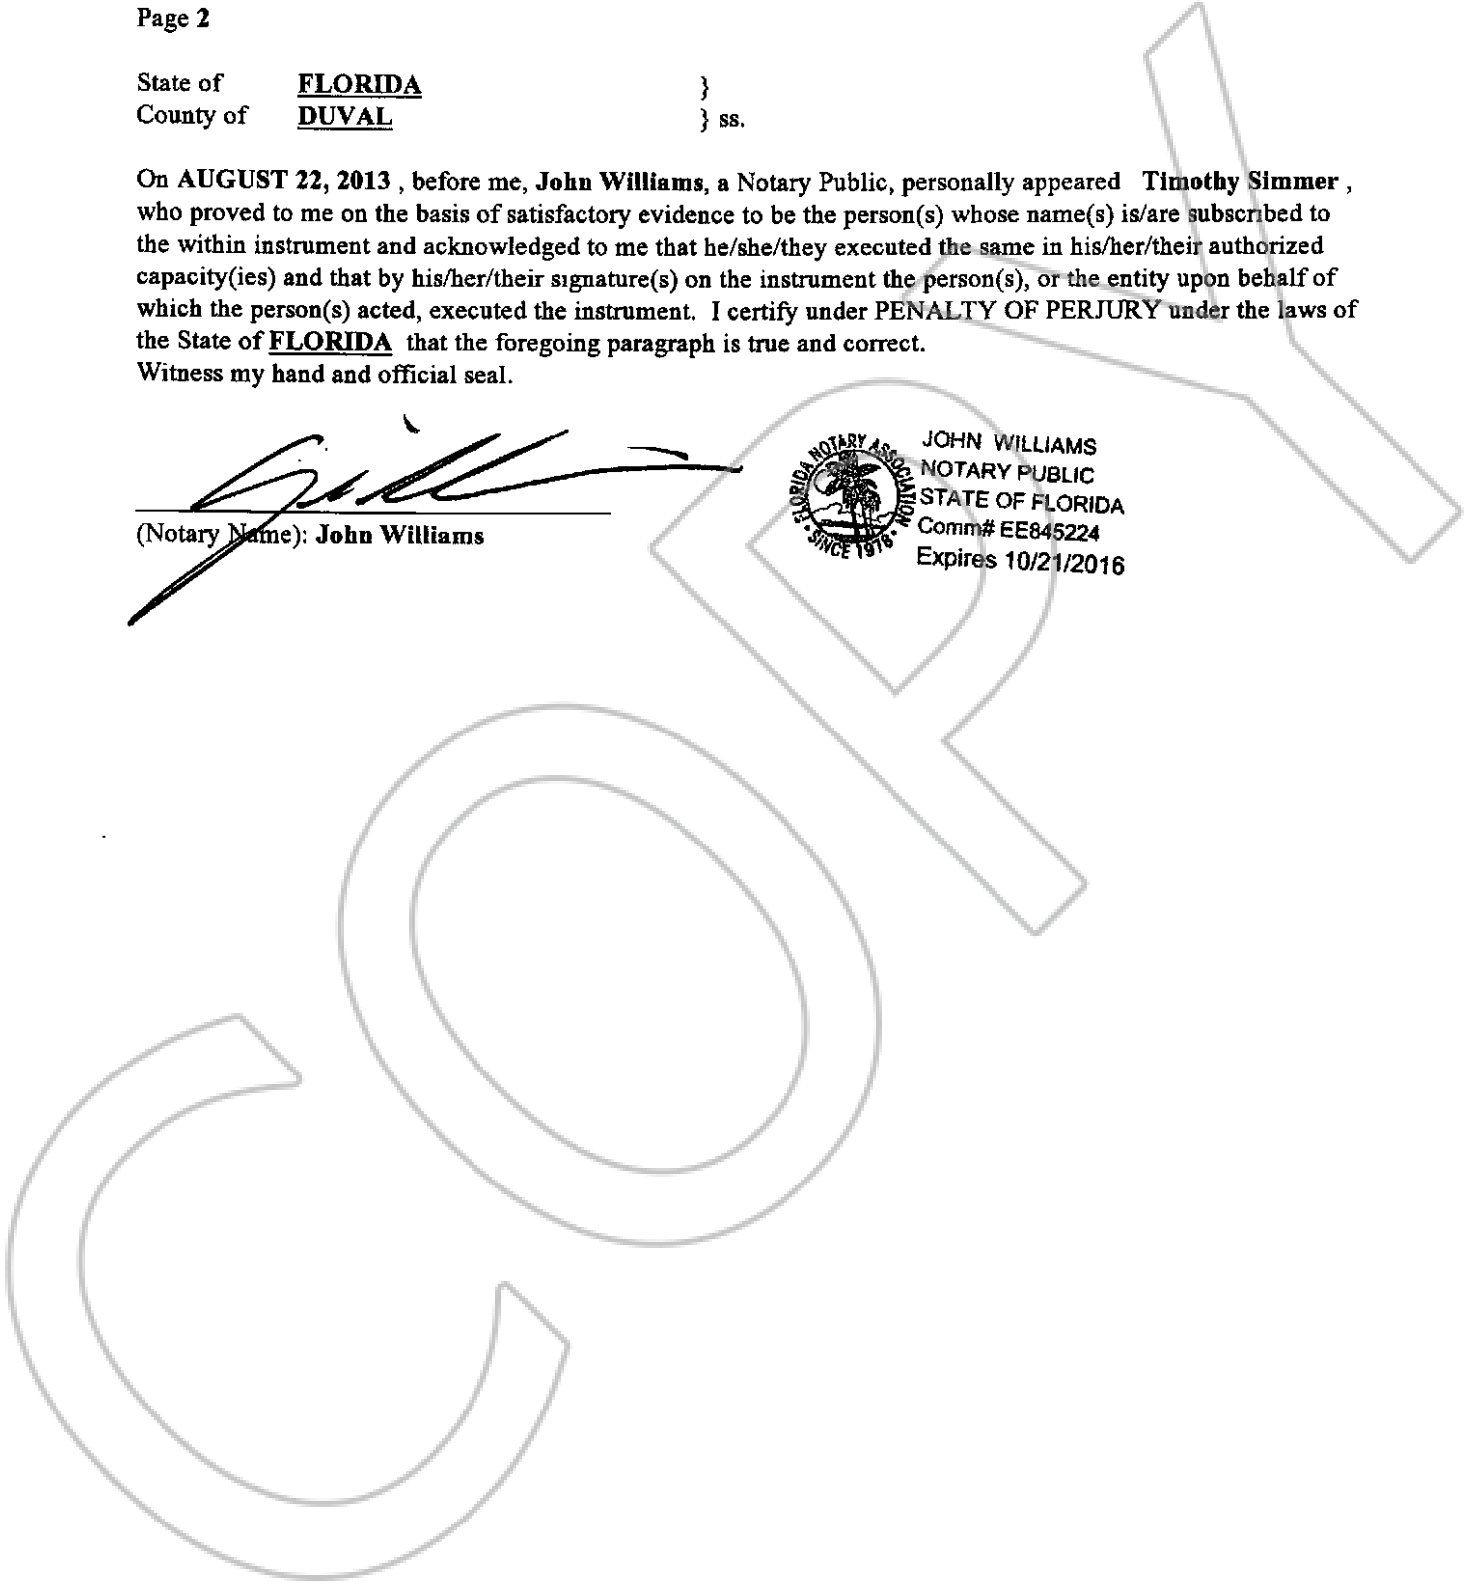 Page 2
State of FLORIDA }
County of DUVAL } ss.
On AUGUST 22, 2013 , before me, John Williams, a Notary Public, personally appeared Timothy Simmer ,
who proved to me on the basis of satisfactory evidence to be the person(s) whose name(s) is/are subscribed to
the within instrument and acknowledged to me that he/she/they executed the same in his/her/their authorized
capacity(ies) and that by his/her/their signature(s) on the instrument the person(s), or the entity upon behalf of
which the person(s) acted, executed the instrument. I certify under PENALTY OF PERJURY under the laws of
the State of FLORIDA that the foregoing paragraph is true and correct.
Witness my hand and official seal.
(Notary Name): John Williams
FLORIDA NOTARY ASSOCIATION
• SINCE 1978 •
JOHN WILLIAMS
NOTARY PUBLIC
STATE OF FLORIDA
Comm# EE845224
Expires 10/21/2016
COPY